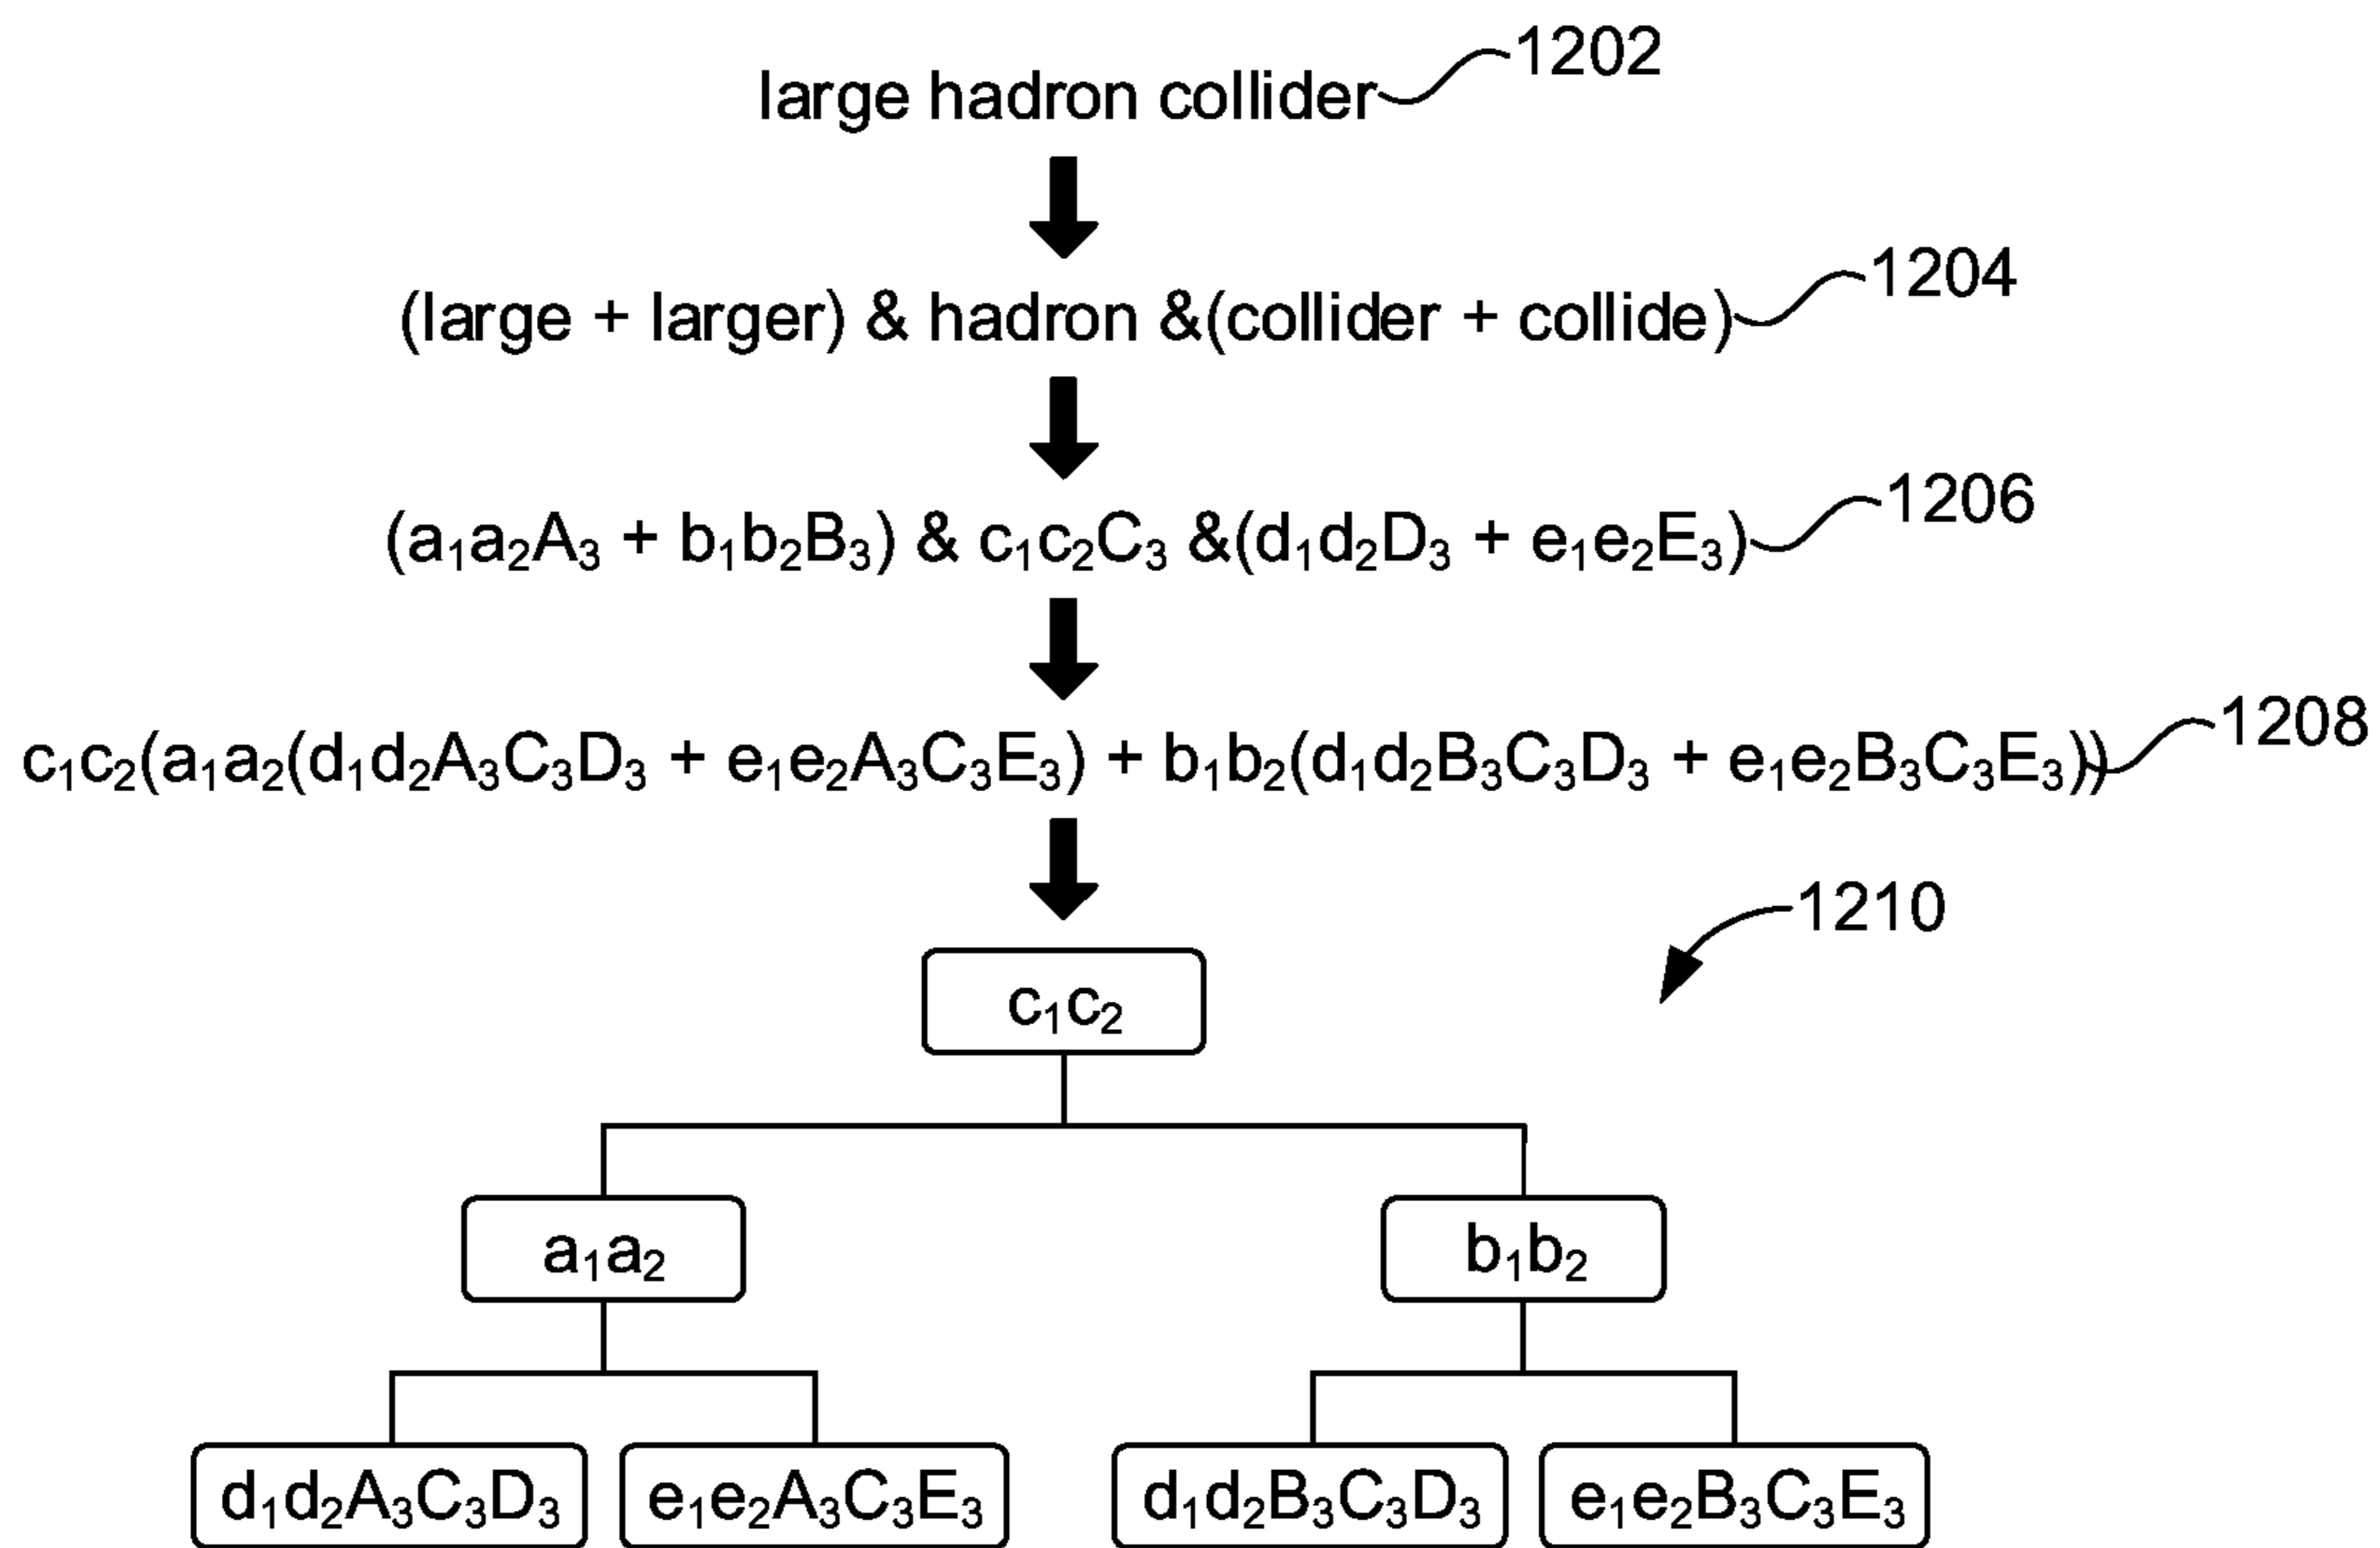 large hadron collider 1202
(large + larger) & hadron &(collider + collide) 1204
(a₁a₂A₃ + b₁b₂B₃) & c₁c₂C₃ &(d₁d₂D₃ + e₁e₂E₃) 1206
c₁c₂(a₁a₂(d₁d₂A₃C₃D₃ + e₁e₂A₃C₃E₃) + b₁b₂(d₁d₂B₃C₃D₃ + e₁e₂B₃C₃E₃)) 1208
1210
c₁c₂
a₁a₂ b₁b₂
d₁d₂A₃C₃D₃ e₁e₂A₃C₃E₃ d₁d₂B₃C₃D₃ e₁e₂B₃C₃E₃